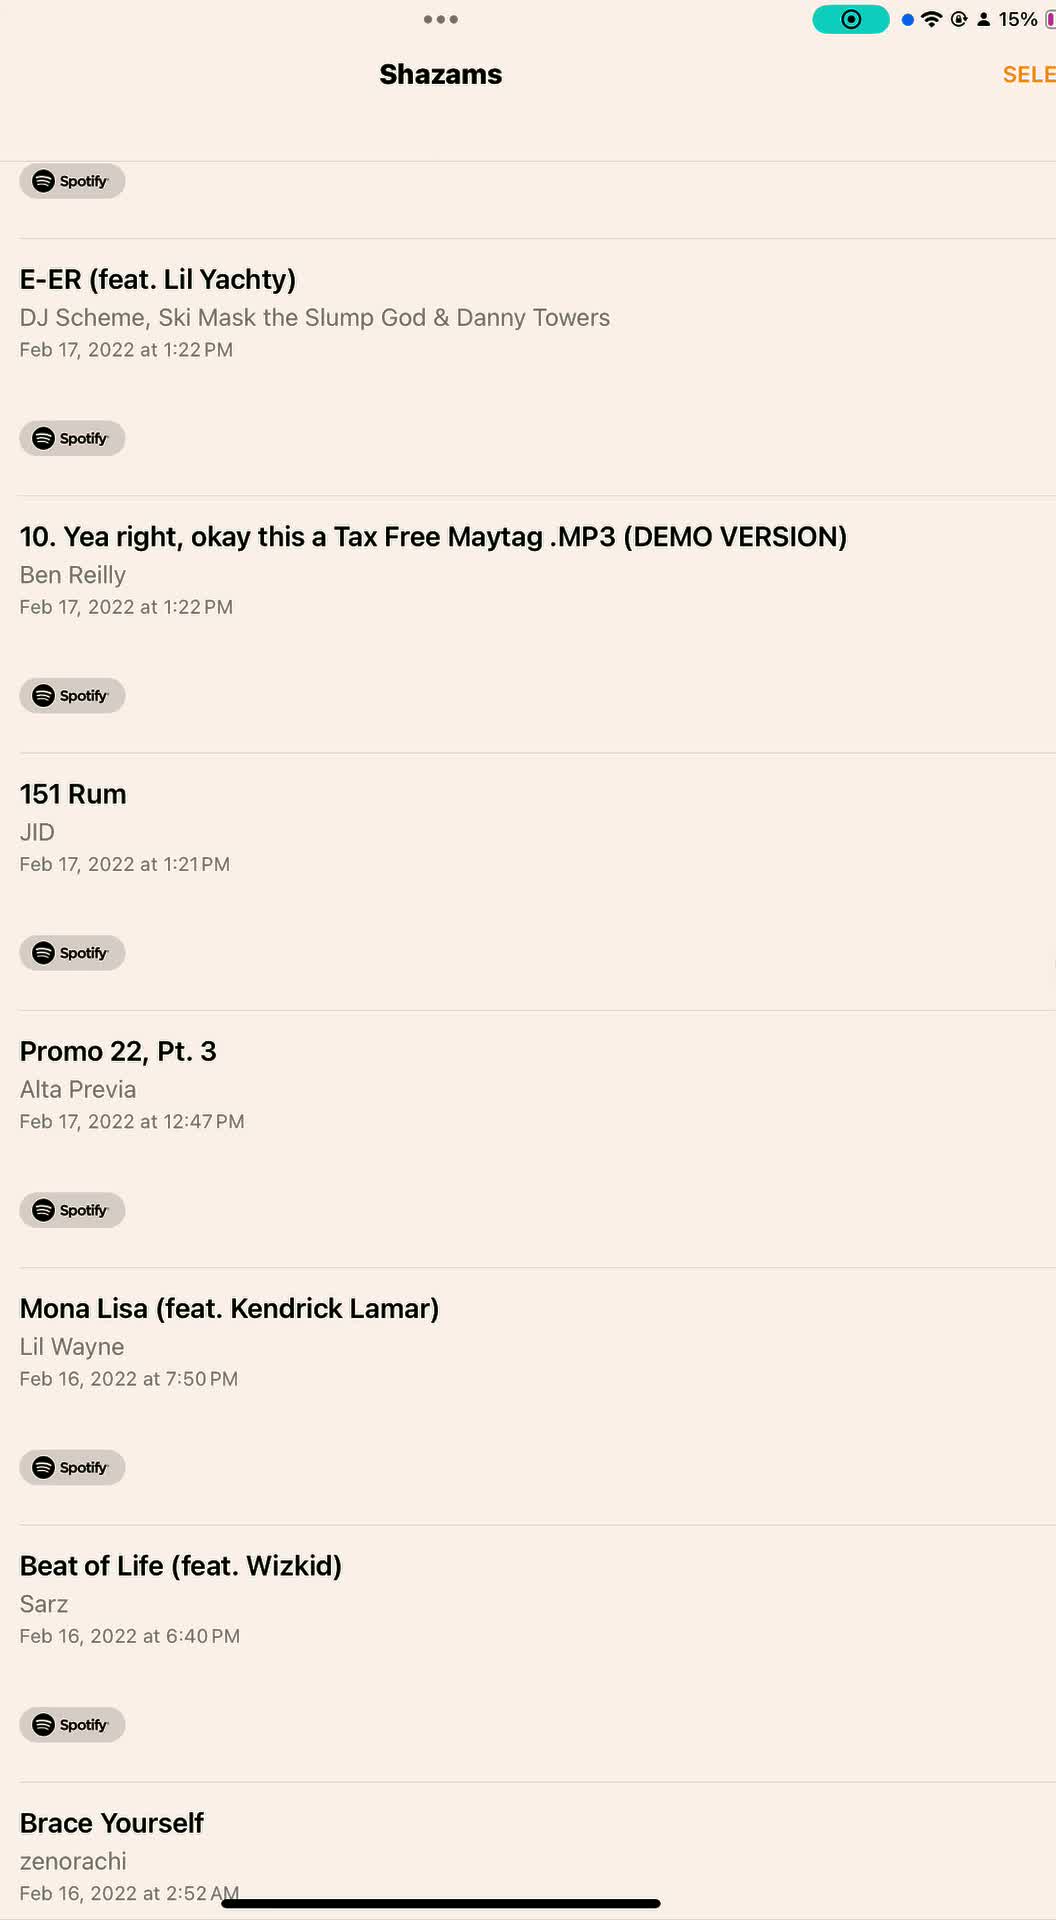 15%
Shazams
SELE
Spotify
E-ER (feat. Lil Yachty)
DJ Scheme, Ski Mask the Slump God & Danny Towers
Feb 17, 2022 at 1:22 PM
Spotify
10. Yea right, okay this a Tax Free Maytag .MP3 (DEMO VERSION)
Ben Reilly
Feb 17, 2022 at 1:22 PM
Spotify
151 Rum
JID
Feb 17, 2022 at 1:21 PM
Spotify
Promo 22, Pt. 3
Alta Previa
Feb 17, 2022 at 12:47 PM
Spotify
Mona Lisa (feat. Kendrick Lamar)
Lil Wayne
Feb 16, 2022 at 7:50 PM
Spotify
Beat of Life (feat. Wizkid)
Sarz
Feb 16, 2022 at 6:40 PM
Spotify
Brace Yourself
zenorachi
Feb 16, 2022 at 2:52 AM